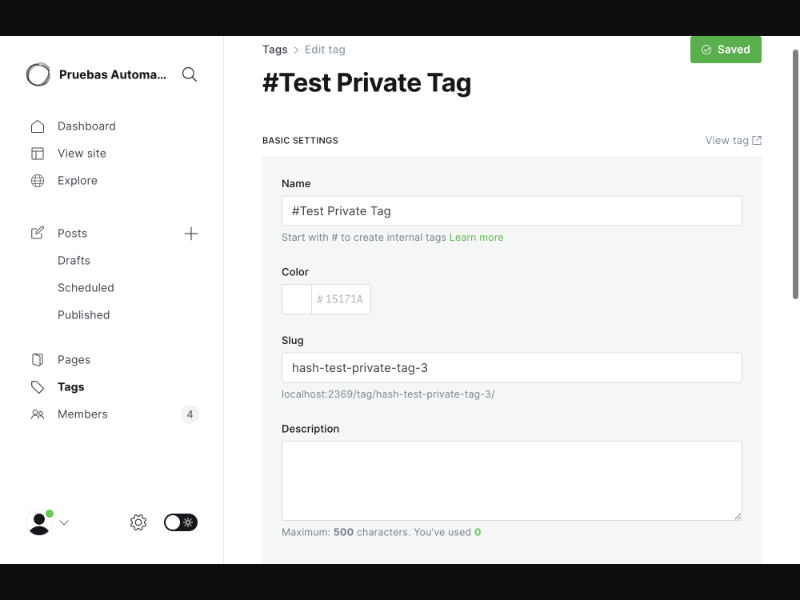 Pruebas Automa...
Dashboard
View site
Explore
Posts
Drafts
Scheduled
Published
Pages
Tags
Members 4
Tags > Edit tag
Saved
#Test Private Tag
BASIC SETTINGS
View tag
Name
#Test Private Tag
Start with # to create internal tags Learn more
Color
# 15171A
Slug
hash-test-private-tag-3
localhost:2369/tag/hash-test-private-tag-3/
Description
Maximum: 500 characters. You've used 0